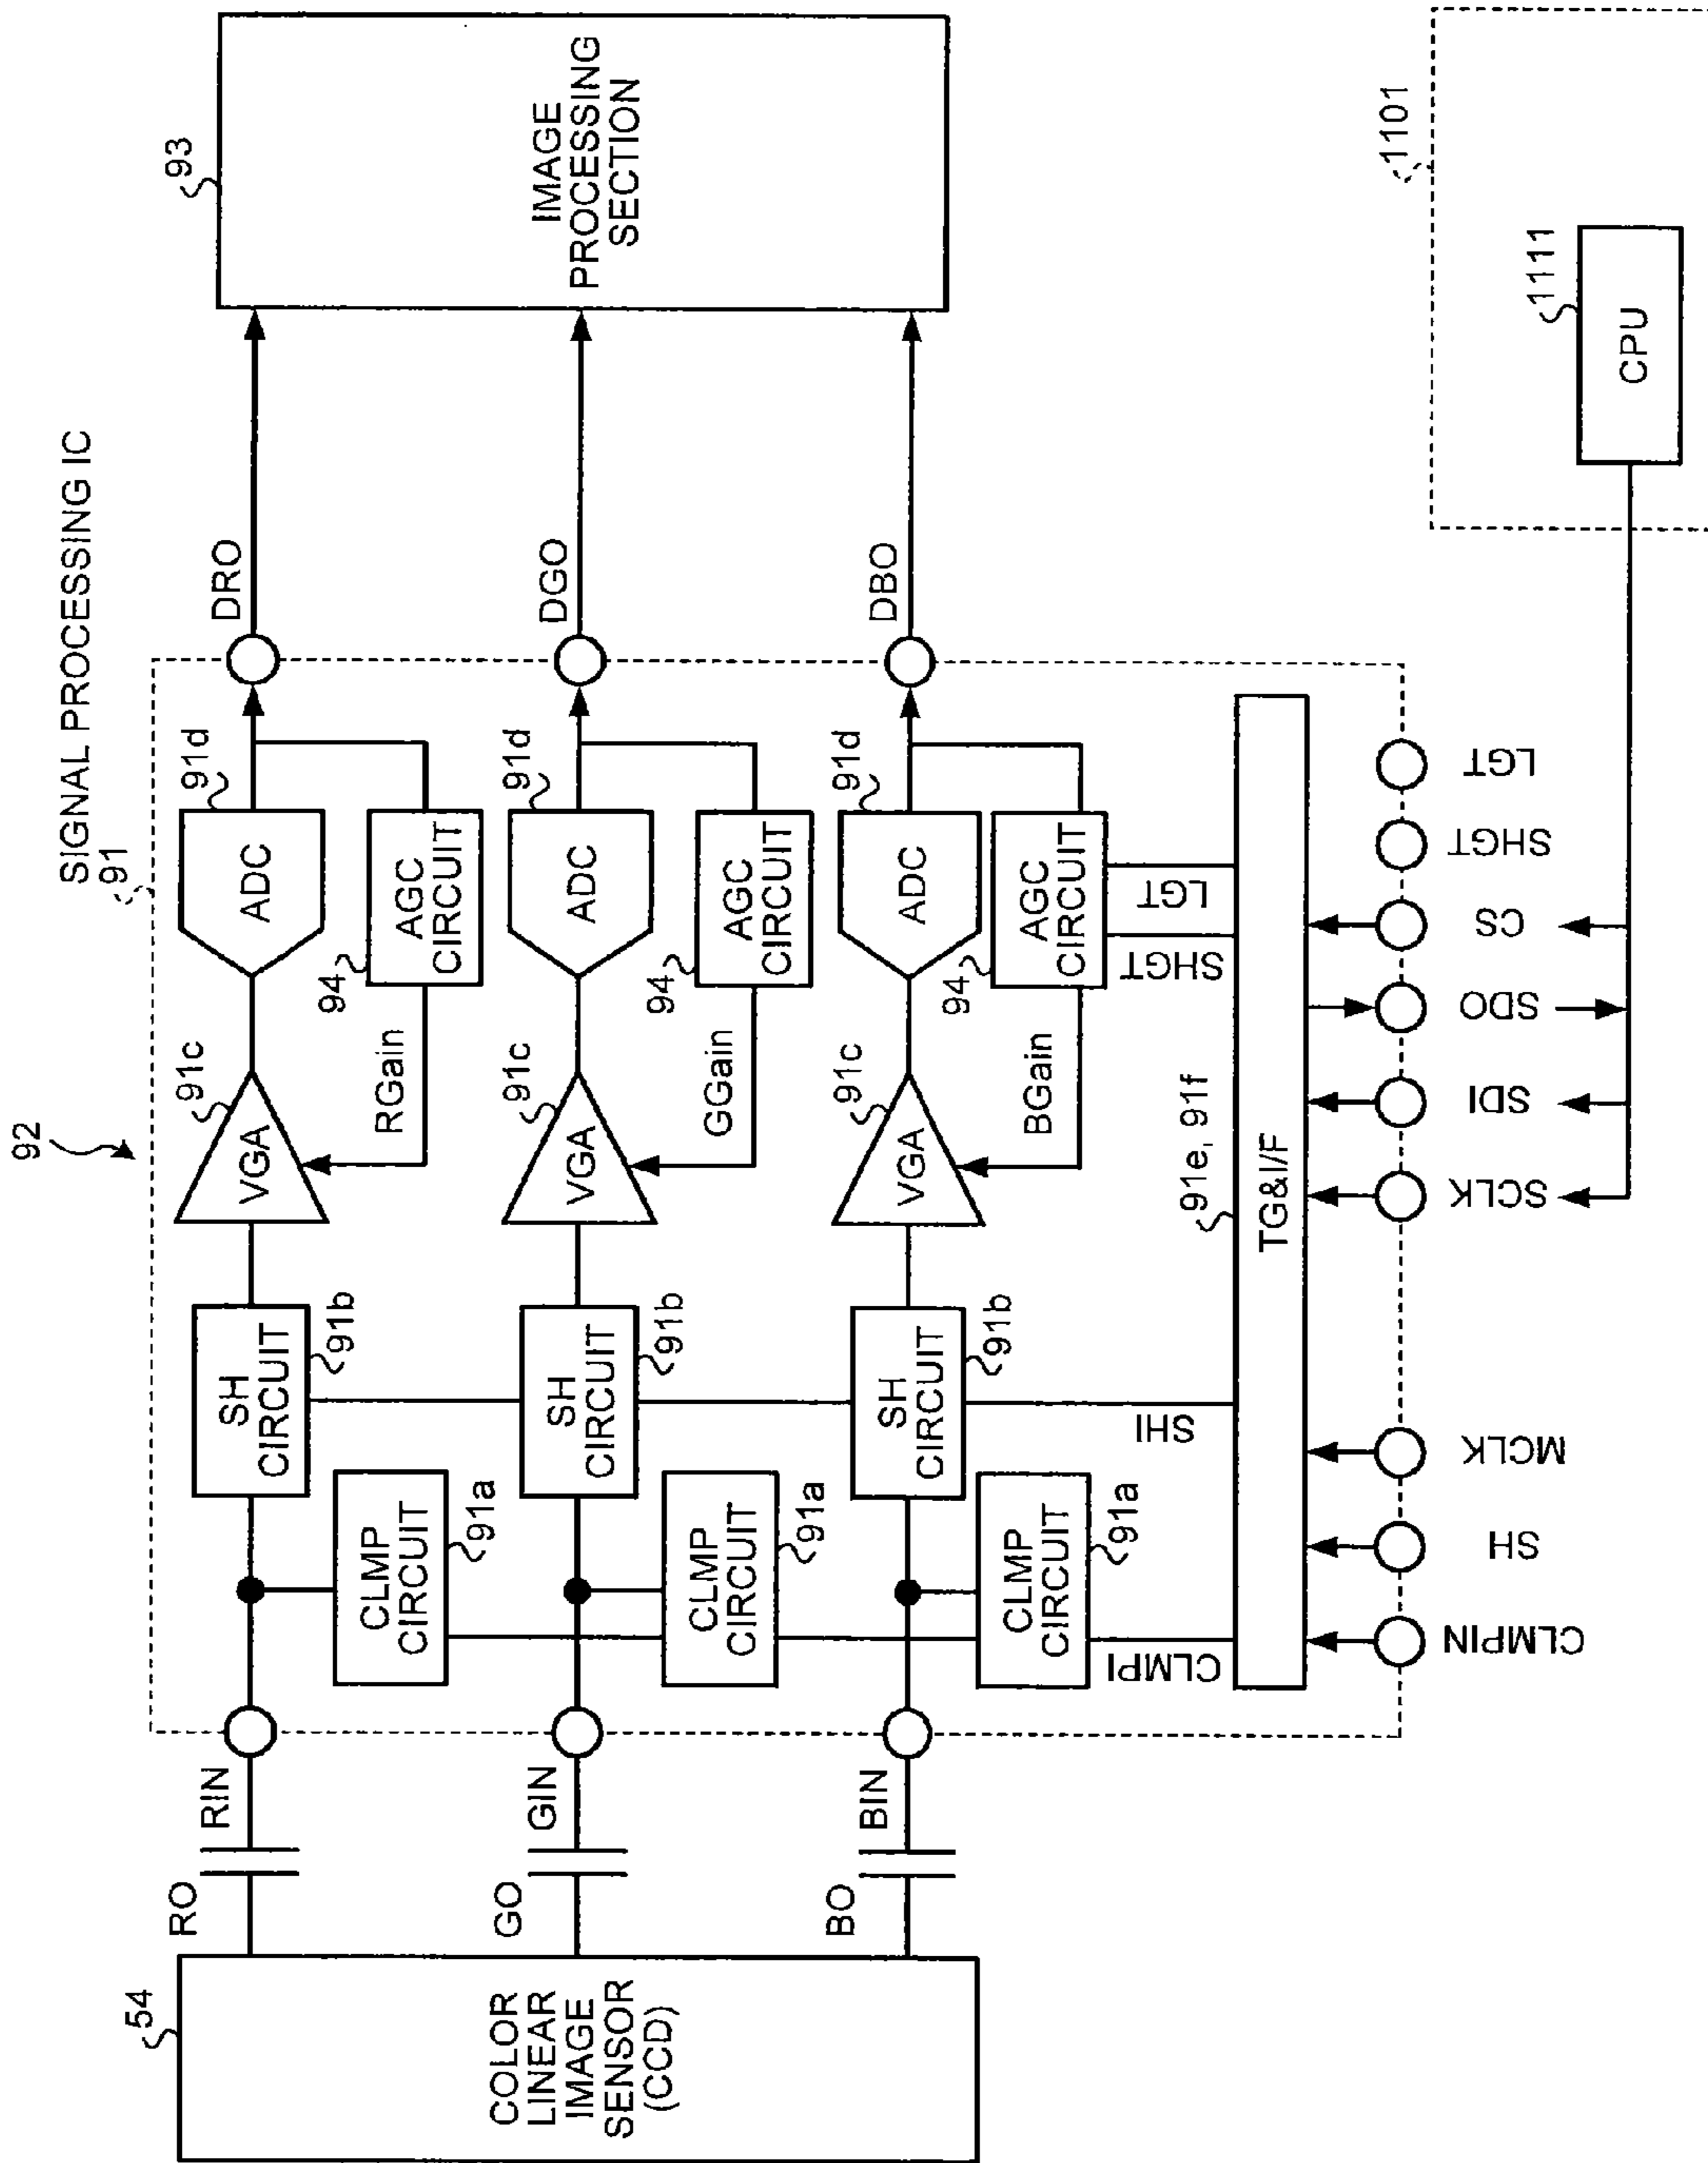 92
SIGNAL PROCESSING IC
91
54
COLOR
LINEAR
IMAGE
SENSOR
(CCD)
RO
RIN
SH
CIRCUIT
91b
CLMP
CIRCUIT
91a
VGA
91c
RGain
ADC
91d
AGC
CIRCUIT
94
DRO
GO
GIN
SH
CIRCUIT
91b
CLMP
CIRCUIT
91a
VGA
91c
GGain
ADC
91d
AGC
CIRCUIT
94
DGO
BO
BIN
SH
CIRCUIT
91b
CLMP
CIRCUIT
91a
VGA
91c
BGain
ADC
91d
AGC
CIRCUIT
94
DBO
93
IMAGE
PROCESSING
SECTION
CLMPI
SHI
SHGT
LGT
91e, 91f
TG&I/F
CLMPIN
SH
MCLK
SCLK
SDI
SDO
CS
SHGT
LGT
1101
1111
CPU